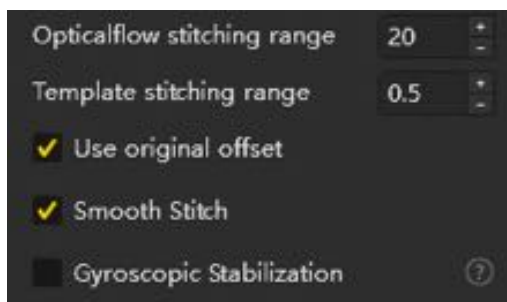 Opticalflow stitching range 20 + -
Template stitching range 0.5 + -
Use original offset
Smooth Stitch
Gyroscopic Stabilization ?